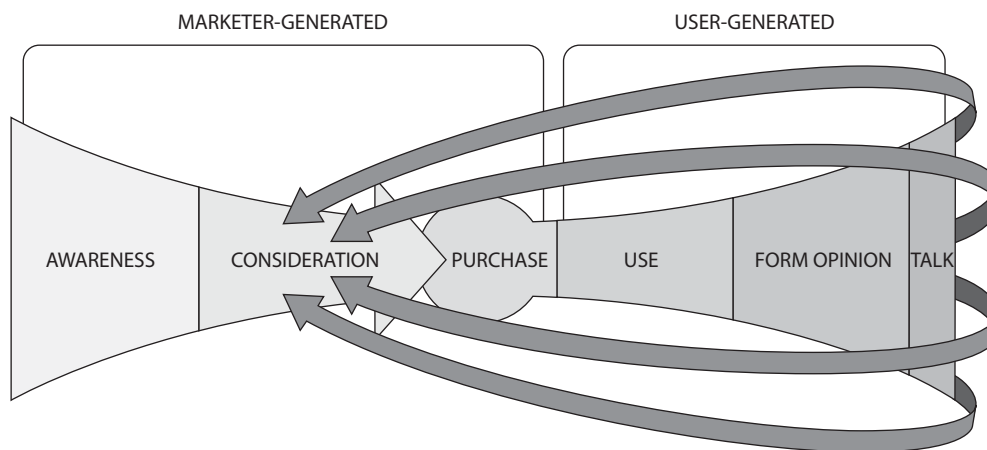 MARKETER-GENERATED
USER-GENERATED
AWARENESS
CONSIDERATION
PURCHASE
USE
FORM OPINION
TALK